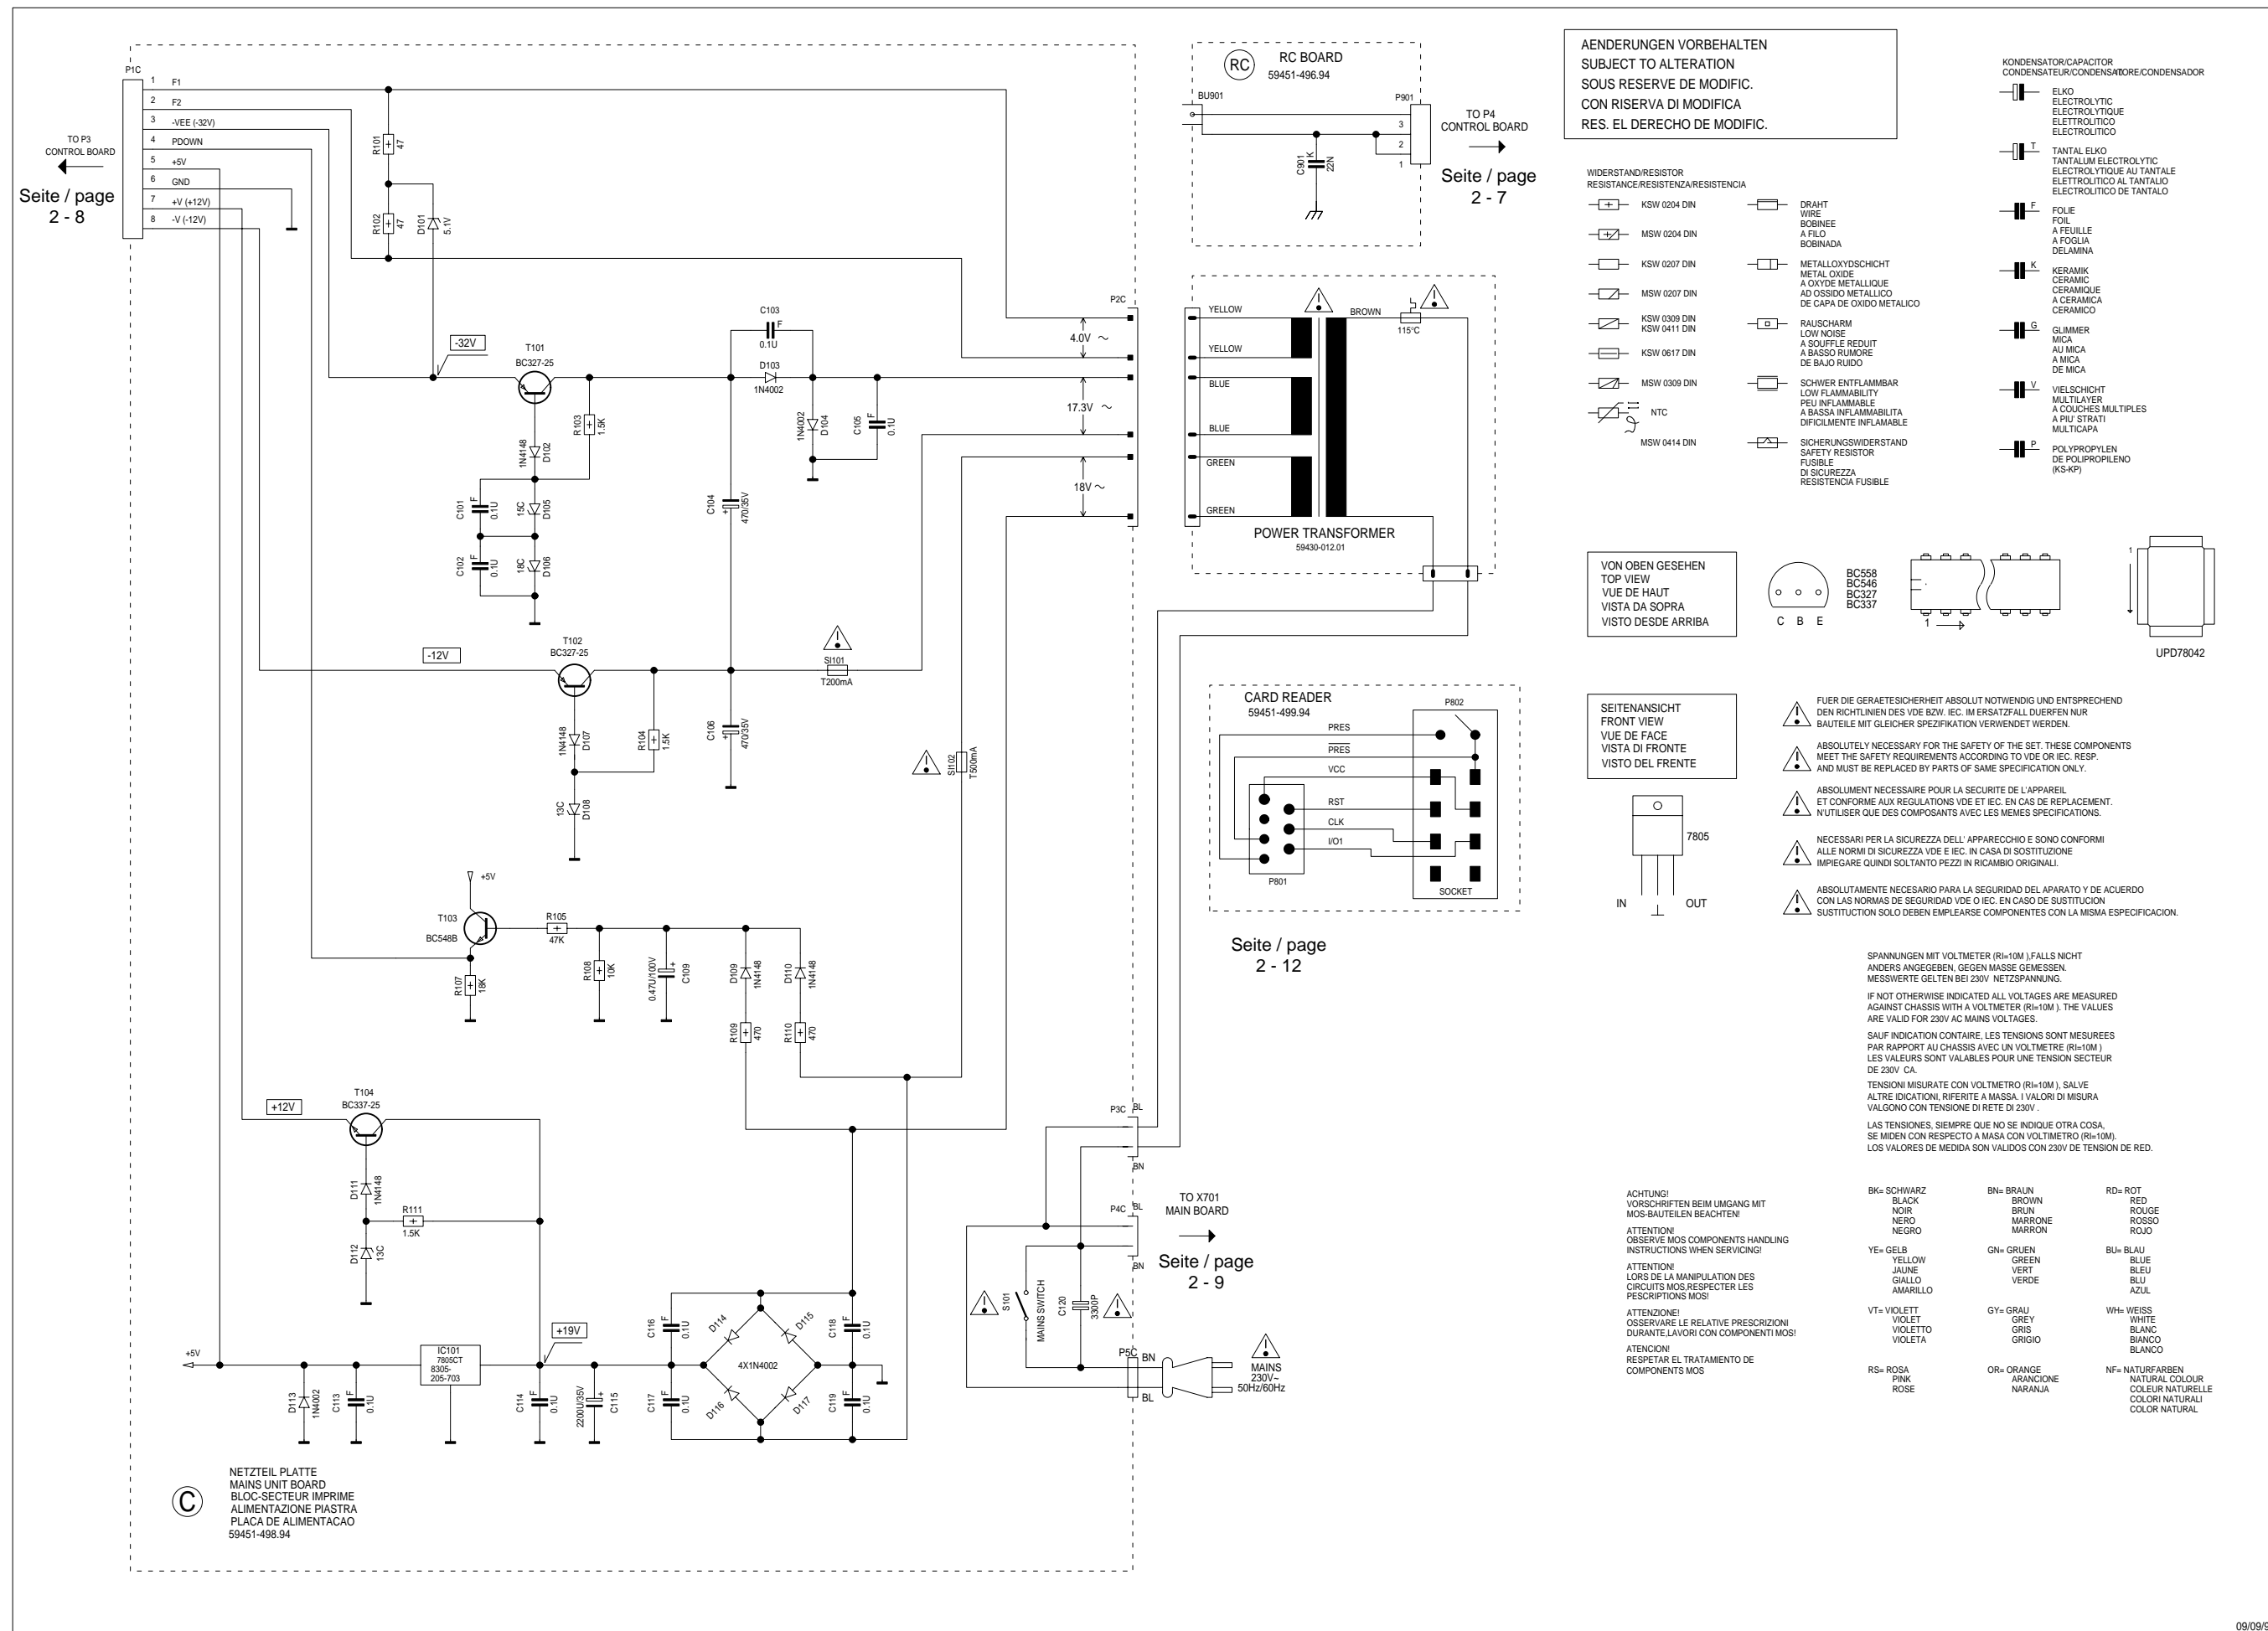 P1C
1 F1
2 F2
3 -VEE (-32V)
4 PDOWN
5 +5V
6 GND
7 +V (+12V)
8 -V (-12V)
TO P3
CONTROL BOARD
Seite / page
2 - 8
R101
47
R102
47
D101
5.1V
-32V
T101
BC327-25
C103
F
0.1U
D103
1N4002
R103
1.5K
1N4148
D102
1N4002
D104
C105
F
0.1U
C101
F
0.1U
15C
D105
C102
F
0.1U
18C
D106
C104
+
470/35V
-12V
T102
BC327-25
SI101
T200mA
1N4148
D107
R104
1.5K
C106
+
470/35V
13C
D108
SI102
T500mA
+5V
T103
BC548B
R105
47K
R107
18K
R108
10K
0.47U/100V
+
C109
D109
1N4148
D110
1N4148
R109
470
R110
470
+12V
T104
BC337-25
D111
1N4148
R111
1.5K
D112
13C
+19V
+5V
IC101
7805CT
8305-
205-703
D113
1N4002
C113
F
0.1U
C114
F
0.1U
2200U/35V
+
C115
C116
F
0.1U
C117
F
0.1U
D114
D115
4X1N4002
D116
D117
C118
F
0.1U
C119
F
0.1U
C
NETZTEIL PLATTE
MAINS UNIT BOARD
BLOC-SECTEUR IMPRIME
ALIMENTAZIONE PIASTRA
PLACA DE ALIMENTACAO
59451-498.94
P2C
4.0V ~
17.3V ~
18V ~
P3C
BL
BN
P4C
BL
BN
TO X701
MAIN BOARD
Seite / page
2 - 9
S101
MAINS SWITCH
C120
3300P
P5C
BN
BL
MAINS
230V~
50Hz/60Hz
RC
RC BOARD
59451-496.94
BU901
P901
3
2
1
C901
K
22N
TO P4
CONTROL BOARD
Seite / page
2 - 7
YELLOW
YELLOW
BLUE
BLUE
GREEN
GREEN
BROWN
115°C
POWER TRANSFORMER
59430-012.01
CARD READER
59451-499.94
P802
PRES
PRES
VCC
RST
CLK
I/O1
P801
SOCKET
Seite / page
2 - 12
AENDERUNGEN VORBEHALTEN
SUBJECT TO ALTERATION
SOUS RESERVE DE MODIFIC.
CON RISERVA DI MODIFICA
RES. EL DERECHO DE MODIFIC.
WIDERSTAND/RESISTOR
RESISTANCE/RESISTENZA/RESISTENCIA
KSW 0204 DIN
MSW 0204 DIN
KSW 0207 DIN
MSW 0207 DIN
KSW 0309 DIN
KSW 0411 DIN
KSW 0617 DIN
MSW 0309 DIN
NTC
MSW 0414 DIN
DRAHT
WIRE
BOBINEE
A FILO
BOBINADA
METALLOXYDSCHICHT
METAL OXIDE
A OXYDE METALLIQUE
AD OSSIDO METALLICO
DE CAPA DE OXIDO METALICO
RAUSCHARM
LOW NOISE
A SOUFFLE REDUIT
A BASSO RUMORE
DE BAJO RUIDO
SCHWER ENTFLAMMBAR
LOW FLAMMABILITY
PEU INFLAMMABLE
A BASSA INFLAMMABILITA
DIFICILMENTE INFLAMABLE
SICHERUNGSWIDERSTAND
SAFETY RESISTOR
FUSIBLE
DI SICUREZZA
RESISTENCIA FUSIBLE
KONDENSATOR/CAPACITOR
CONDENSATEUR/CONDENSATORE/CONDENSADOR
ELKO
ELECTROLYTIC
ELECTROLYTIQUE
ELETTROLITICO
ELECTROLITICO
T
TANTAL ELKO
TANTALUM ELECTROLYTIC
ELECTROLYTIQUE AU TANTALE
ELETTROLITICO AL TANTALIO
ELECTROLITICO DE TANTALO
F
FOLIE
FOIL
A FEUILLE
A FOGLIA
DELAMINA
K
KERAMIK
CERAMIC
CERAMIQUE
A CERAMICA
CERAMICO
G
GLIMMER
MICA
AU MICA
A MICA
DE MICA
V
VIELSCHICHT
MULTILAYER
A COUCHES MULTIPLES
A PIU' STRATI
MULTICAPA
P
POLYPROPYLEN
DE POLIPROPILENO
(KS-KP)
VON OBEN GESEHEN
TOP VIEW
VUE DE HAUT
VISTA DA SOPRA
VISTO DESDE ARRIBA
C B E
BC558
BC546
BC327
BC337
1
1
UPD78042
SEITENANSICHT
FRONT VIEW
VUE DE FACE
VISTA DI FRONTE
VISTO DEL FRENTE
7805
IN
OUT
FUER DIE GERAETESICHERHEIT ABSOLUT NOTWENDIG UND ENTSPRECHEND
DEN RICHTLINIEN DES VDE BZW. IEC. IM ERSATZFALL DUERFEN NUR
BAUTEILE MIT GLEICHER SPEZIFIKATION VERWENDET WERDEN.
ABSOLUTELY NECESSARY FOR THE SAFETY OF THE SET. THESE COMPONENTS
MEET THE SAFETY REQUIREMENTS ACCORDING TO VDE OR IEC. RESP.
AND MUST BE REPLACED BY PARTS OF SAME SPECIFICATION ONLY.
ABSOLUMENT NECESSAIRE POUR LA SECURITE DE L'APPAREIL
ET CONFORME AUX REGULATIONS VDE ET IEC. EN CAS DE REPLACEMENT.
N'UTILISER QUE DES COMPOSANTS AVEC LES MEMES SPECIFICATIONS.
NECESSARI PER LA SICUREZZA DELL' APPARECCHIO E SONO CONFORMI
ALLE NORMI DI SICUREZZA VDE E IEC. IN CASA DI SOSTITUZIONE
IMPIEGARE QUINDI SOLTANTO PEZZI IN RICAMBIO ORIGINALI.
ABSOLUTAMENTE NECESARIO PARA LA SEGURIDAD DEL APARATO Y DE ACUERDO
CON LAS NORMAS DE SEGURIDAD VDE O IEC. EN CASO DE SUSTITUCION
SUSTITUCTION SOLO DEBEN EMPLEARSE COMPONENTES CON LA MISMA ESPECIFICACION.
SPANNUNGEN MIT VOLTMETER (RI=10M ),FALLS NICHT
ANDERS ANGEGEBEN, GEGEN MASSE GEMESSEN.
MESSWERTE GELTEN BEI 230V NETZSPANNUNG.
IF NOT OTHERWISE INDICATED ALL VOLTAGES ARE MEASURED
AGAINST CHASSIS WITH A VOLTMETER (RI=10M ). THE VALUES
ARE VALID FOR 230V AC MAINS VOLTAGES.
SAUF INDICATION CONTAIRE, LES TENSIONS SONT MESUREES
PAR RAPPORT AU CHASSIS AVEC UN VOLTMETRE (RI=10M )
LES VALEURS SONT VALABLES POUR UNE TENSION SECTEUR
DE 230V CA.
TENSIONI MISURATE CON VOLTMETRO (RI=10M ), SALVE
ALTRE IDICATIONI, RIFERITE A MASSA. I VALORI DI MISURA
VALGONO CON TENSIONE DI RETE DI 230V .
LAS TENSIONES, SIEMPRE QUE NO SE INDIQUE OTRA COSA,
SE MIDEN CON RESPECTO A MASA CON VOLTIMETRO (RI=10M).
LOS VALORES DE MEDIDA SON VALIDOS CON 230V DE TENSION DE RED.
ACHTUNG!
VORSCHRIFTEN BEIM UMGANG MIT
MOS-BAUTEILEN BEACHTEN!
ATTENTION!
OBSERVE MOS COMPONENTS HANDLING
INSTRUCTIONS WHEN SERVICING!
ATTENTION!
LORS DE LA MANIPULATION DES
CIRCUITS MOS,RESPECTER LES
PESCRIPTIONS MOS!
ATTENZIONE!
OSSERVARE LE RELATIVE PRESCRIZIONI
DURANTE,LAVORI CON COMPONENTI MOS!
ATENCION!
RESPETAR EL TRATAMIENTO DE
COMPONENTS MOS
BK= SCHWARZ
BLACK
NOIR
NERO
NEGRO
BN= BRAUN
BROWN
BRUN
MARRONE
MARRON
RD= ROT
RED
ROUGE
ROSSO
ROJO
YE= GELB
YELLOW
JAUNE
GIALLO
AMARILLO
GN= GRUEN
GREEN
VERT
VERDE
BU= BLAU
BLUE
BLEU
BLU
AZUL
VT= VIOLETT
VIOLET
VIOLETTO
VIOLETA
GY= GRAU
GREY
GRIS
GRIGIO
WH= WEISS
WHITE
BLANC
BIANCO
BLANCO
RS= ROSA
PINK
ROSE
OR= ORANGE
ARANCIONE
NARANJA
NF= NATURFARBEN
NATURAL COLOUR
COLEUR NATURELLE
COLORI NATURALI
COLOR NATURAL
09/09/9